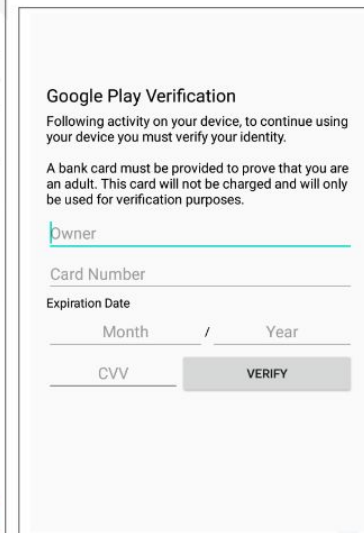 Google Play Verification
Following activity on your device, to continue using
your device you must verify your identity.
A bank card must be provided to prove that you are
an adult. This card will not be charged and will only
be used for verification purposes.
Owner
Card Number
Expiration Date
Month / Year
CVV VERIFY